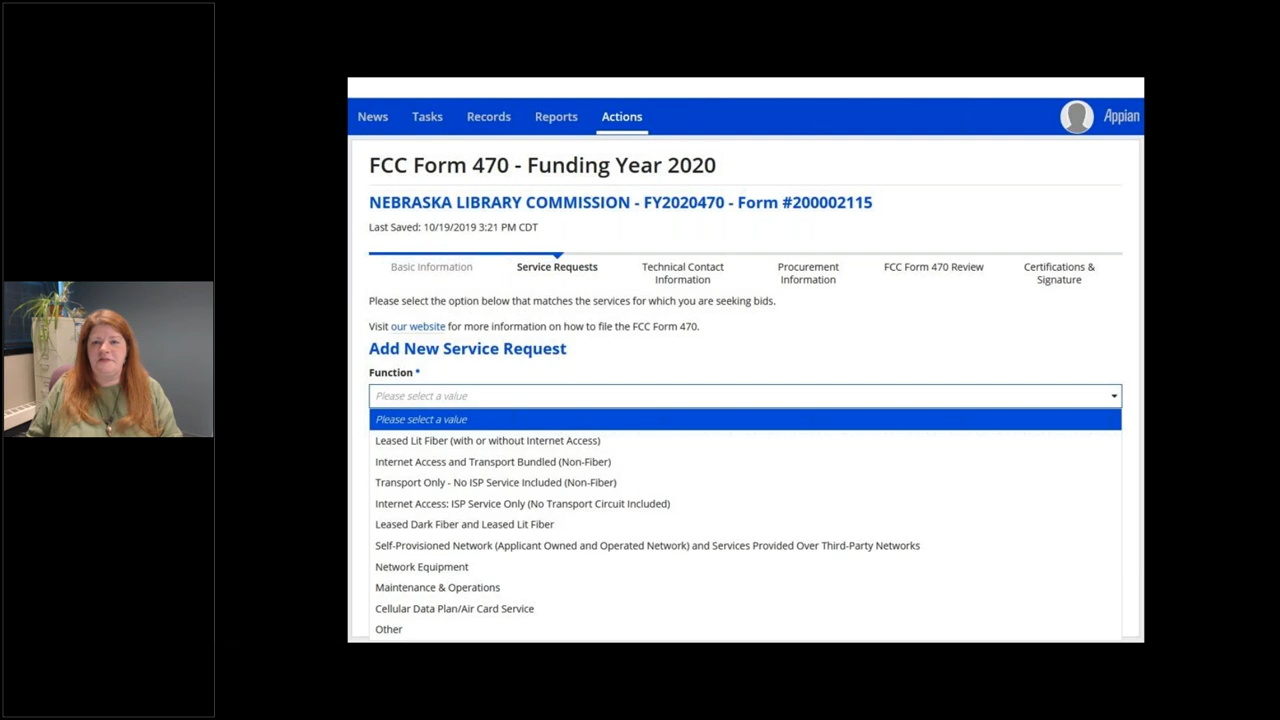 News Tasks Records Reports Actions Appian
FCC Form 470 - Funding Year 2020
NEBRASKA LIBRARY COMMISSION - FY2020470 - Form #200002115
Last Saved: 10/19/2019 3:21 PM CDT
Basic Information Service Requests Technical Contact Procurement FCC Form 470 Review Certifications &
Information Information Signature
Please select the option below that matches the services for which you are seeking bids.
Visit our website for more information on how to file the FCC Form 470.
Add New Service Request
Function *
Please select a value
Please select a value
Leased Lit Fiber (with or without Internet Access)
Internet Access and Transport Bundled (Non-Fiber)
Transport Only - No ISP Service Included (Non-Fiber)
Internet Access: ISP Service Only (No Transport Circuit Included)
Leased Dark Fiber and Leased Lit Fiber
Self-Provisioned Network (Applicant Owned and Operated Network) and Services Provided Over Third-Party Networks
Network Equipment
Maintenance & Operations
Cellular Data Plan/Air Card Service
Other